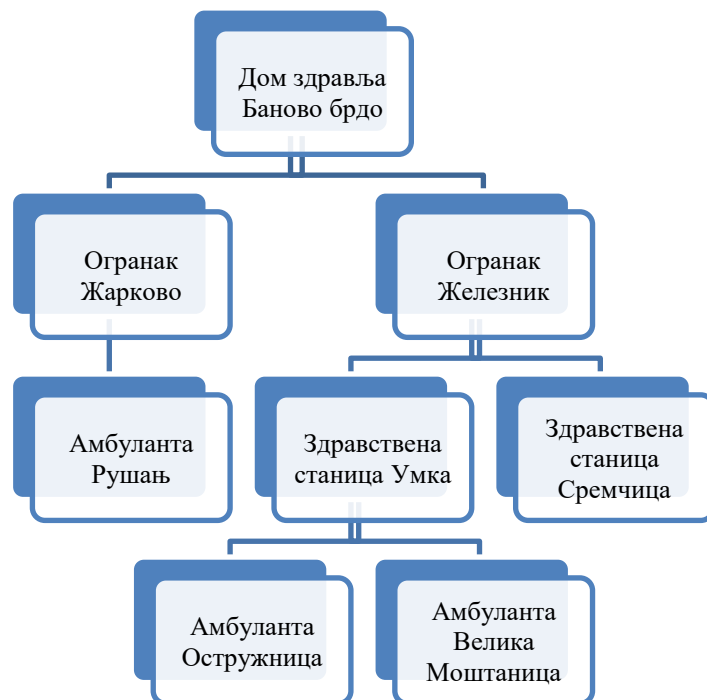 Дом здравља
Баново брдо
Огранак
Жарково
Огранак
Железник
Амбуланта
Рушањ
Здравствена
станица Умка
Здравствена
станица
Сремчица
Амбуланта
Остружница
Амбуланта
Велика
Моштаница